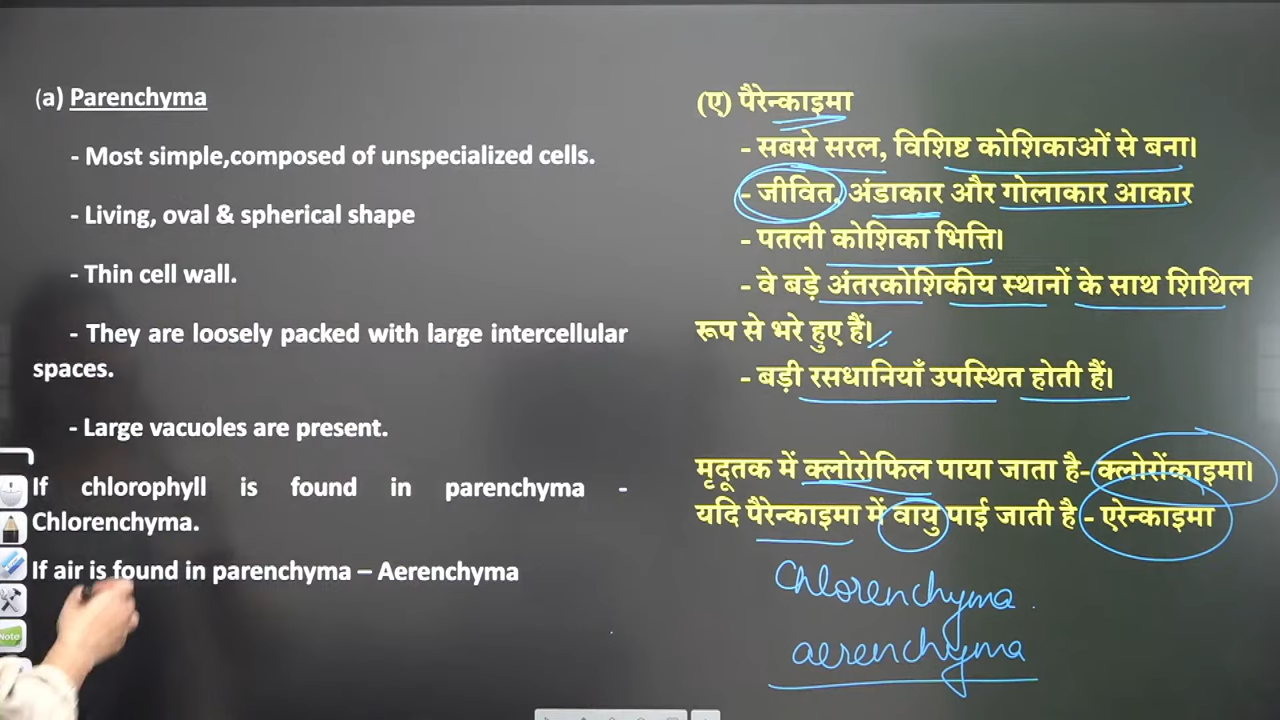 (a) Parenchyma
- Most simple,composed of unspecialized cells.
- Living, oval & spherical shape
- Thin cell wall.
- They are loosely packed with large intercellular
spaces.
- Large vacuoles are present.
If chlorophyll is found in parenchyma -
Chlorenchyma.
If air is found in parenchyma – Aerenchyma
(ए) पैरेन्काइमा
- सबसे सरल, विशिष्ट कोशिकाओं से बना।
- जीवित, अंडाकार और गोलाकार आकार
- पतली कोशिका भित्ति।
- वे बड़े अंतरकोशिकीय स्थानों के साथ शिथिल
रूप से भरे हुए हैं।
- बड़ी रसधानियाँ उपस्थित होती हैं।
मृदूतक में क्लोरोफिल पाया जाता है- क्लोरेंकाइमा।
यदि पैरेन्काइमा में वायु पाई जाती है - एरेन्काइमा
Chlorenchyma.
aerenchyma
Note